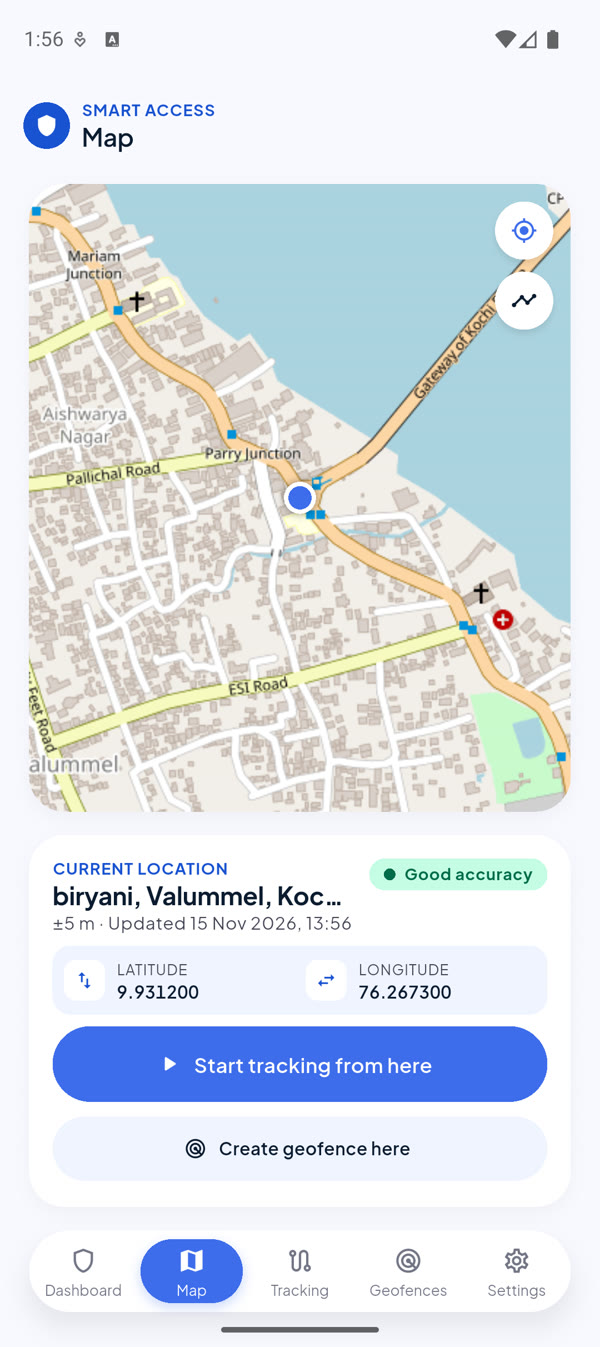 1:56
A
SMART ACCESS
Map
Mariam
Junction
Aishwarya
Nagar
Gateway of Kochi
Parry Junction
Pallichal Road
ESI Road
Feet Road
alummel
CURRENT LOCATION
Good accuracy
biryani, Valummel, Koc...
±5 m · Updated 15 Nov 2026, 13:56
LATITUDE
9.931200
LONGITUDE
76.267300
Start tracking from here
Create geofence here
Dashboard
Map
Tracking
Geofences
Settings